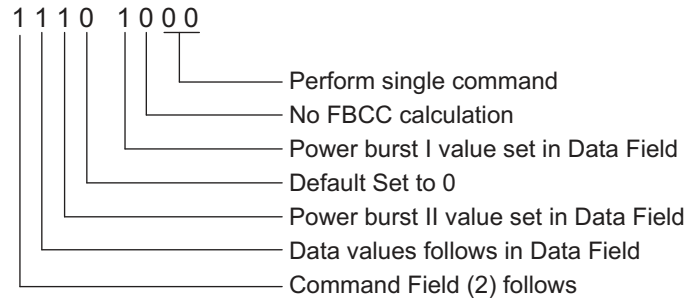 1 1 1 0 1 0 0 0
Perform single command
No FBCC calculation
Power burst I value set in Data Field
Default Set to 0
Power burst II value set in Data Field
Data values follows in Data Field
Command Field (2) follows